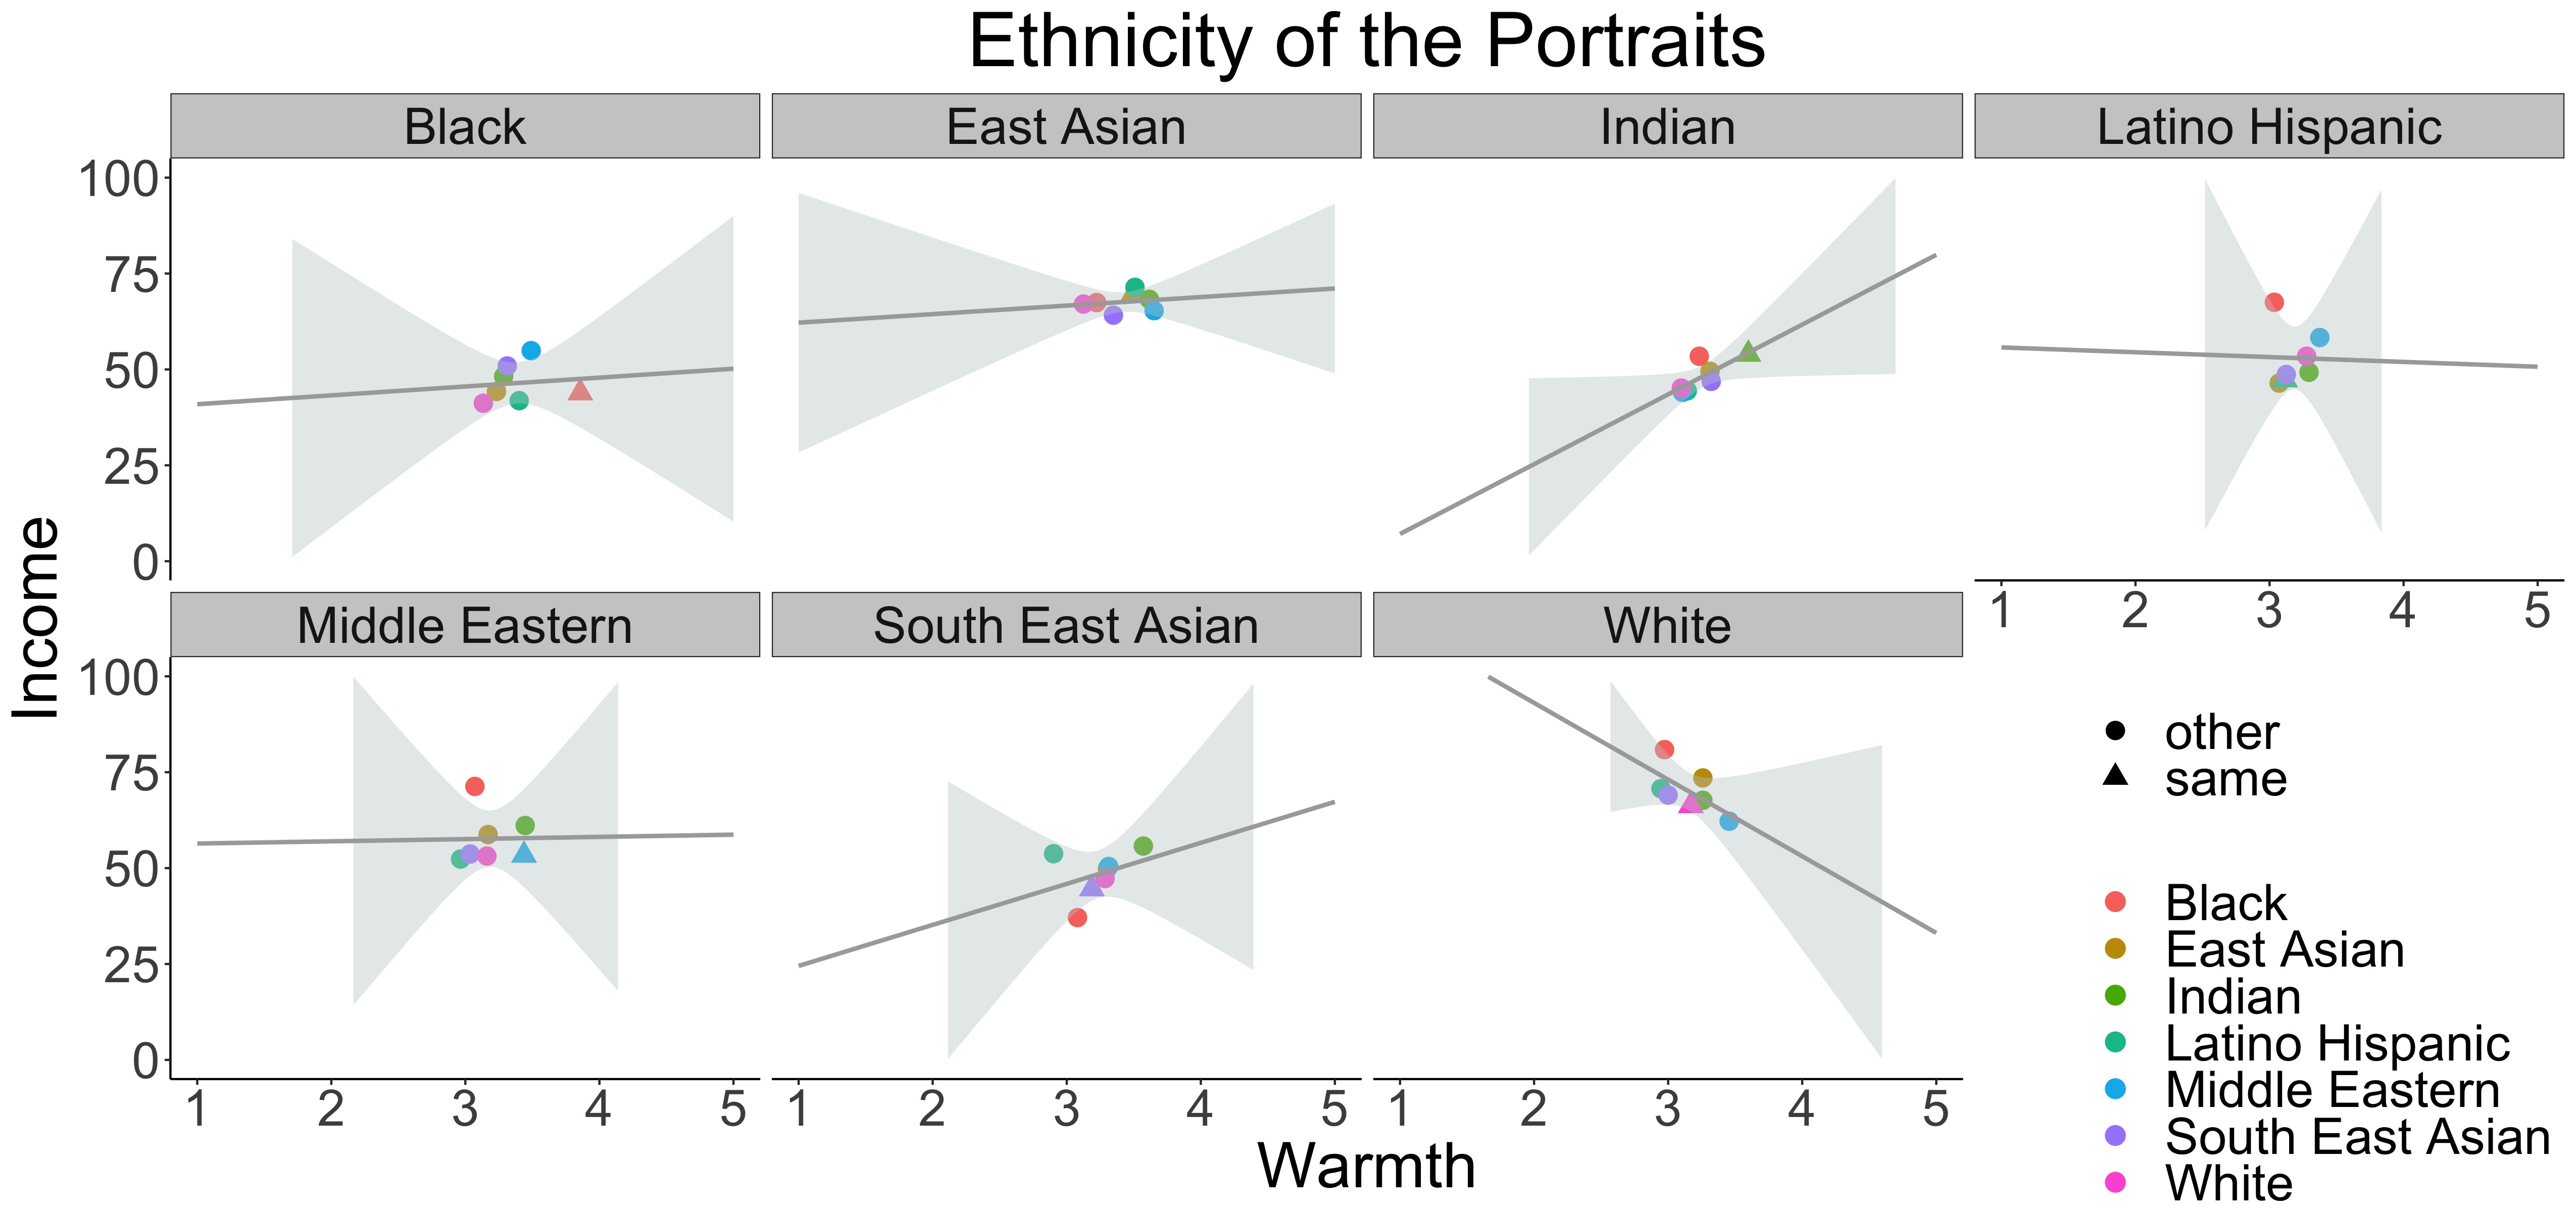 Ethnicity of the Portraits
Black
East Asian
Indian
Latino Hispanic
100
75
50
25
0
1 2 3 4 5
Income
Middle Eastern
South East Asian
White
100
75
50
25
0
1 2 3 4 5
1 2 3 4 5
1 2 3 4 5
Warmth
other
same
Black
East Asian
Indian
Latino Hispanic
Middle Eastern
South East Asian
White